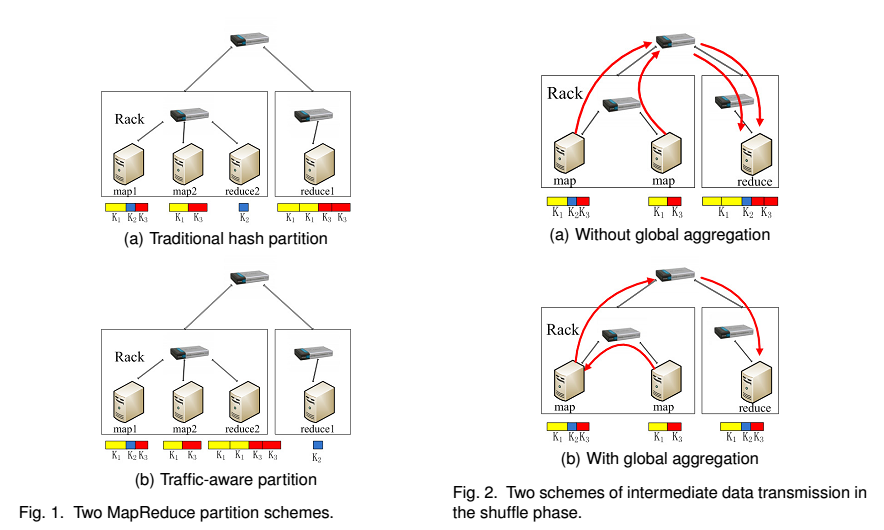 Rack
map1 map2 reduce2 reduce1
K1 K2 K3 K1 K3 K2 K1 K1 K3 K3
(a) Traditional hash partition
Rack
map1 map2 reduce2 reduce1
K1 K2 K3 K1 K3 K1 K1 K3 K3 K2
(b) Traffic-aware partition
Fig. 1. Two MapReduce partition schemes.
Rack
map map reduce
K1 K2 K3 K1 K3 K1 K2 K3
(a) Without global aggregation
Rack
map map reduce
K1 K2 K3 K1 K3 K1 K2 K3
(b) With global aggregation
Fig. 2. Two schemes of intermediate data transmission in
the shuffle phase.